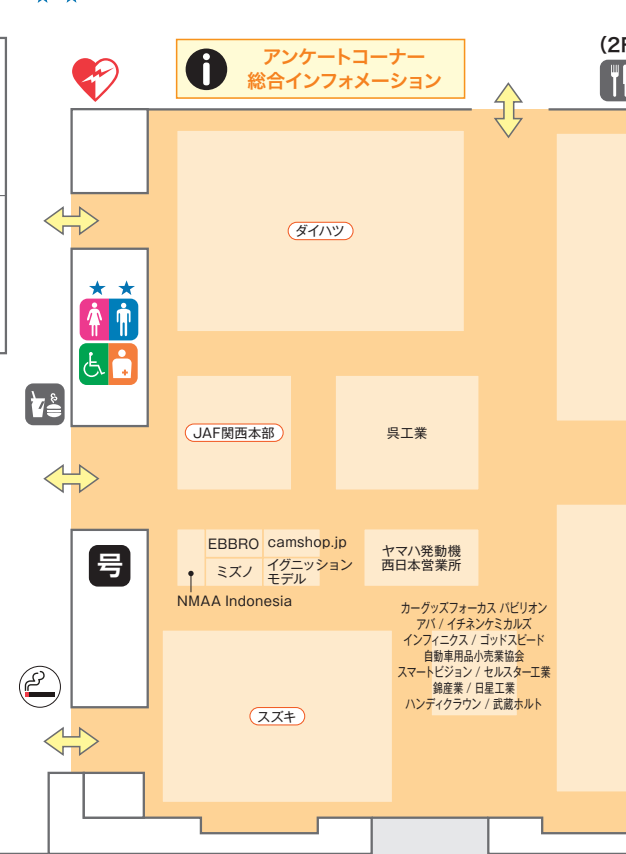 アンケートコーナー
総合インフォメーション
(2F
ダイハツ
JAF関西本部
呉工業
号
EBBRO
camshop.jp
ミズノ
イグニッション
モデル
NMAA Indonesia
ヤマハ発動機
西日本営業所
カーグッズフォーカス パビリオン
アバ / イチネンケミカルズ
インフィニクス / ゴッドスピード
自動車用品小売業協会
スマートビジョン / セルスター工業
錦産業 / 日星工業
ハンディクラウン / 武蔵ホルト
スズキ